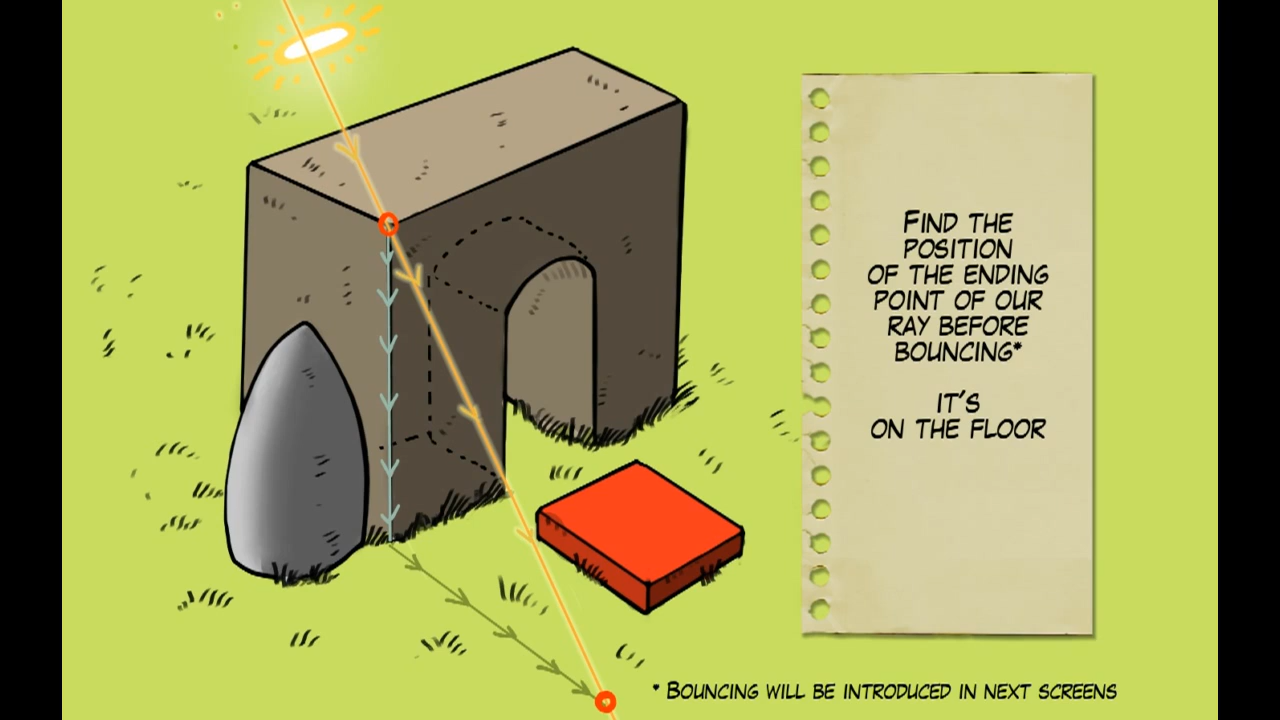 FIND THE
POSITION
OF THE ENDING
POINT OF OUR
RAY BEFORE
BOUNCING*
IT'S
ON THE FLOOR
* BOUNCING WILL BE INTRODUCED IN NEXT SCREENS